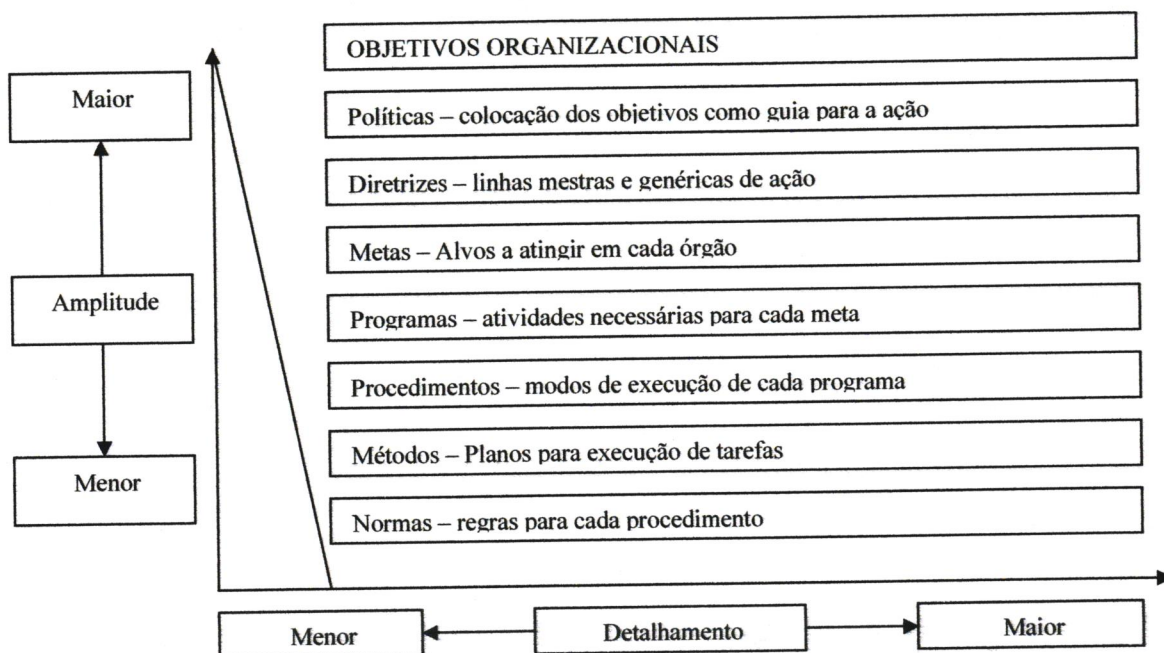 OBJETIVOS ORGANIZACIONAIS
Maior
Políticas – colocação dos objetivos como guia para a ação
Diretrizes – linhas mestras e genéricas de ação
Metas – Alvos a atingir em cada órgão
Amplitude
Programas – atividades necessárias para cada meta
Procedimentos – modos de execução de cada programa
Métodos – Planos para execução de tarefas
Menor
Normas – regras para cada procedimento
Menor
Detalhamento
Maior